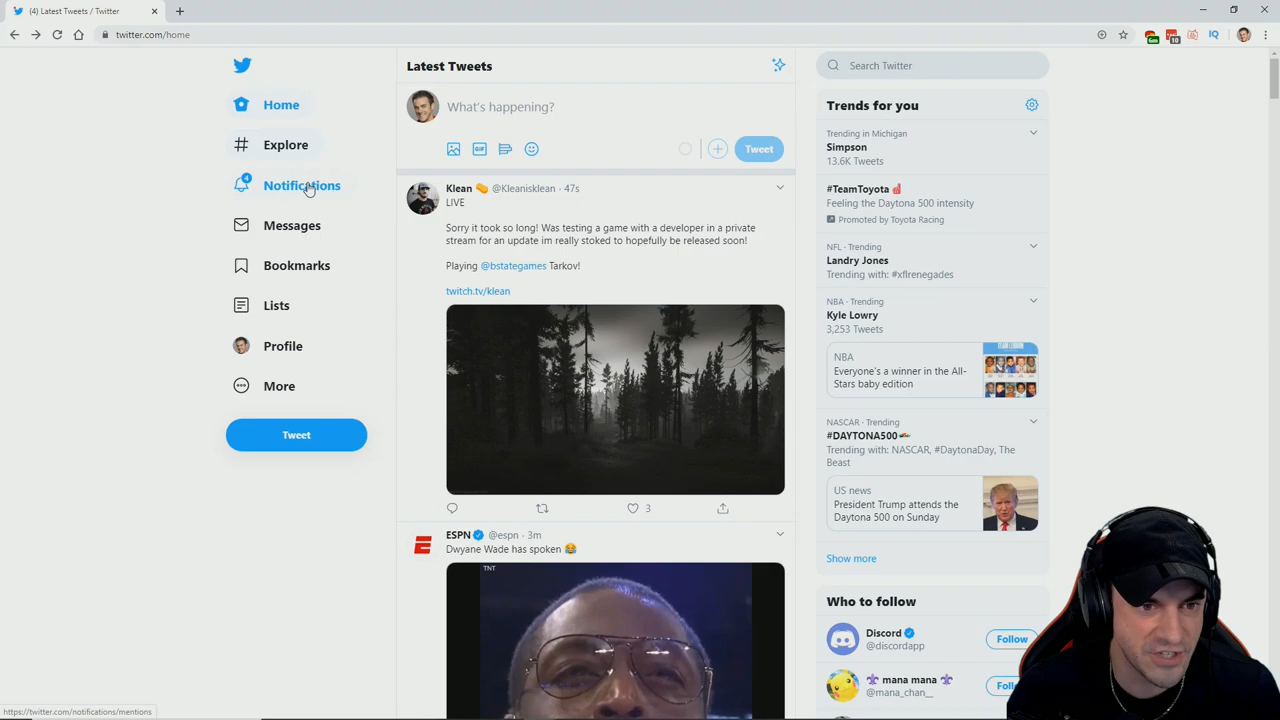 (4) Latest Tweets / Twitter
twitter.com/home
6m
10
IQ
Home
Explore
4
Notifications
Messages
Bookmarks
Lists
Profile
More
Tweet
Latest Tweets
What's happening?
GIF
Tweet
Klean @Kleanisklean · 47s
LIVE
Sorry it took so long! Was testing a game with a developer in a private
stream for an update im really stoked to hopefully be released soon!
Playing @bstategames Tarkov!
twitch.tv/klean
3
ESPN @espn · 3m
Dwyane Wade has spoken 😂
TNT
Search Twitter
Trends for you
Trending in Michigan
Simpson
13.6K Tweets
#TeamToyota
Feeling the Daytona 500 intensity
Promoted by Toyota Racing
NFL · Trending
Landry Jones
Trending with: #xflrenegades
NBA · Trending
Kyle Lowry
3,253 Tweets
NBA
Everyone's a winner in the All-
Stars baby edition
NASCAR · Trending
#DAYTONA500
Trending with: NASCAR, #DaytonaDay, The
Beast
US news
President Trump attends the
Daytona 500 on Sunday
Show more
Who to follow
Discord
@discordapp
Follow
mana mana
@mana_chan__
https://twitter.com/notifications/mentions